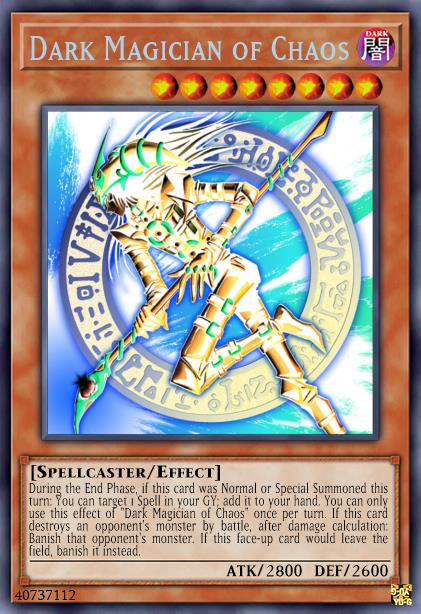 Dark Magician of Chaos
DARK
闇
[Spellcaster/Effect]
During the End Phase, if this card was Normal or Special Summoned this
turn: You can target 1 Spell in your GY; add it to your hand. You can only
use this effect of "Dark Magician of Chaos" once per turn. If this card
destroys an opponent's monster by battle, after damage calculation:
Banish that opponent's monster. If this face-up card would leave the
field, banish it instead.
ATK/2800 DEF/2600
40737112